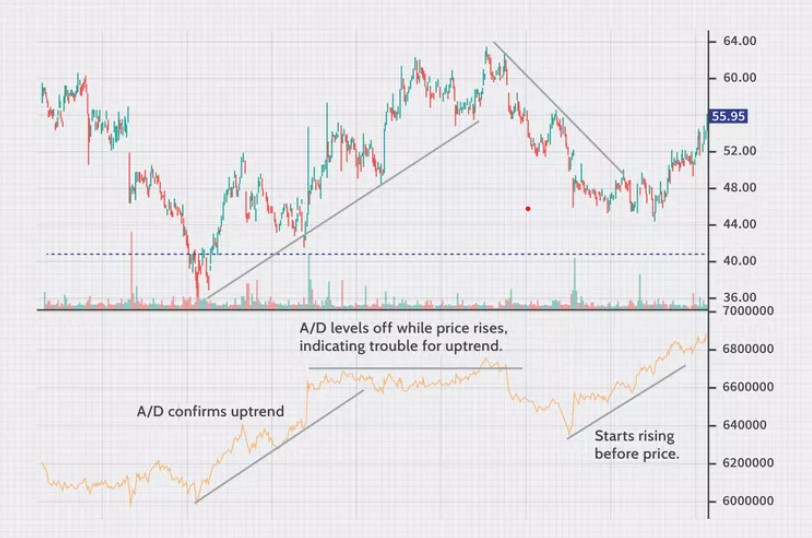 64.00
60.00
55.95
52.00
48.00
44.00
40.00
36.00
7000000
A/D levels off while price rises,
indicating trouble for uptrend.
6800000
6600000
A/D confirms uptrend
640000
Starts rising
before price.
6200000
6000000